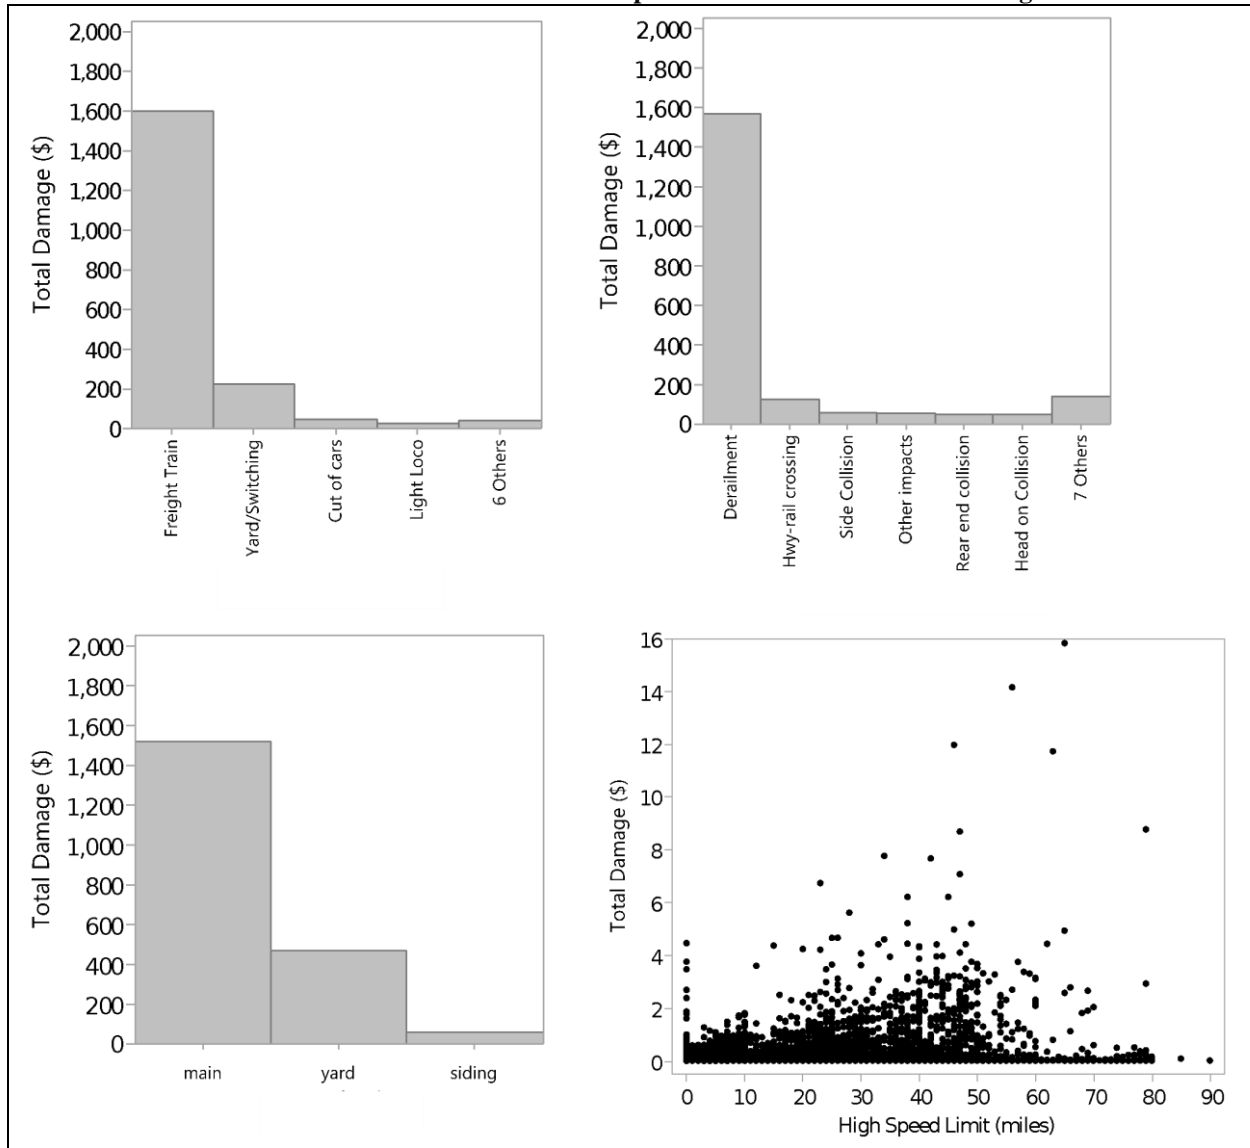 2,000
1,800
1,600
1,400
1,200
1,000
800
600
400
200
0
Total Damage ($)
Freight Train
Yard/Switching
Cut of cars
Light Loco
6 Others
2,000
1,800
1,600
1,400
1,200
1,000
800
600
400
200
0
Total Damage ($)
Derailment
Hwy-rail crossing
Side Collision
Other impacts
Rear end collision
Head on Collision
7 Others
2,000
1,800
1,600
1,400
1,200
1,000
800
600
400
200
0
Total Damage ($)
main
yard
siding
16
14
12
10
8
6
4
2
0
Total Damage ($)
0 10 20 30 40 50 60 70 80 90
High Speed Limit (miles)